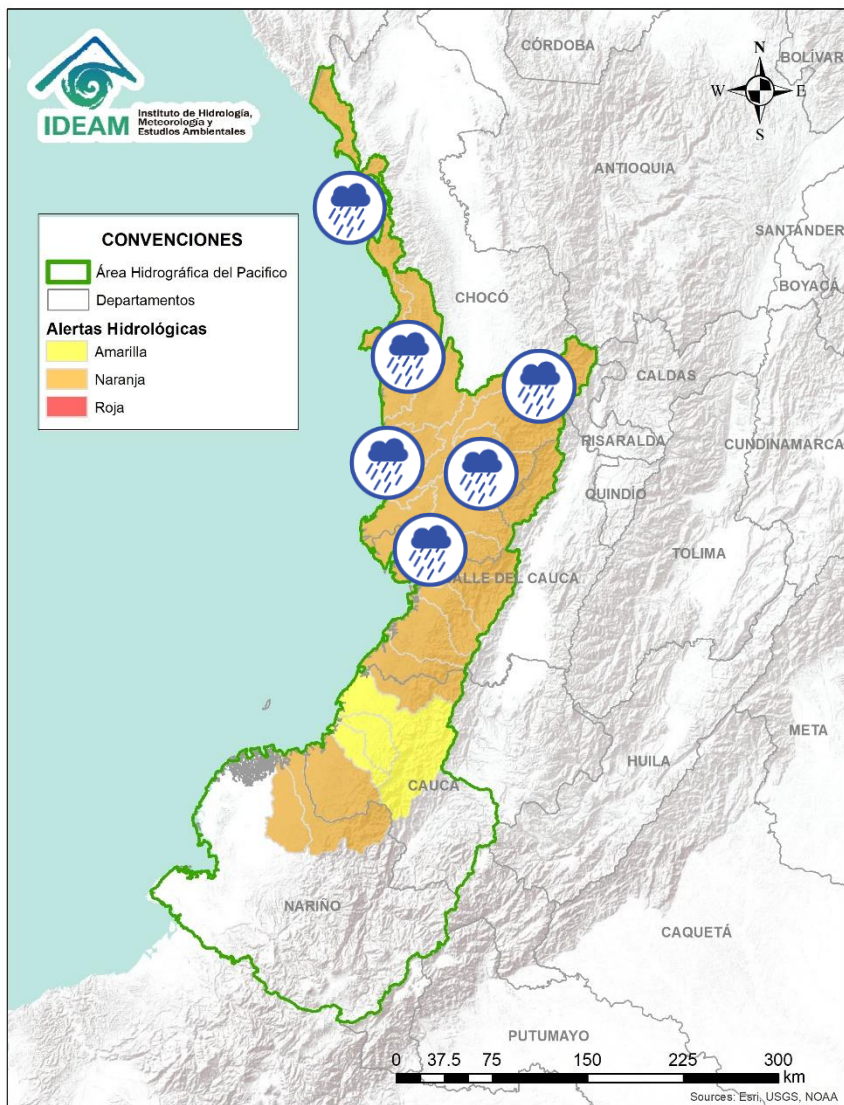 IDEAM
Instituto de Hidrología,
Meteorología y
Estudios Ambientales
CÓRDOBA
BOLÍVAR
N
W
E
S
ANTIOQUIA
SANTANDER
BOYACÁ
CONVENCIONES
Área Hidrográfica del Pacifico
Departamentos
Alertas Hidrológicas
Amarilla
Naranja
Roja
CHOCÓ
CALDAS
RISARALDA
CUNDINAMARCA
QUINDÍO
TOLIMA
ALLE DEL CAUCA
META
HUILA
CAUCA
NARIÑO
CAQUETÁ
PUTUMAYO
0 37.5 75 150 225 300
km
Sources: Esri, USGS, NOAA